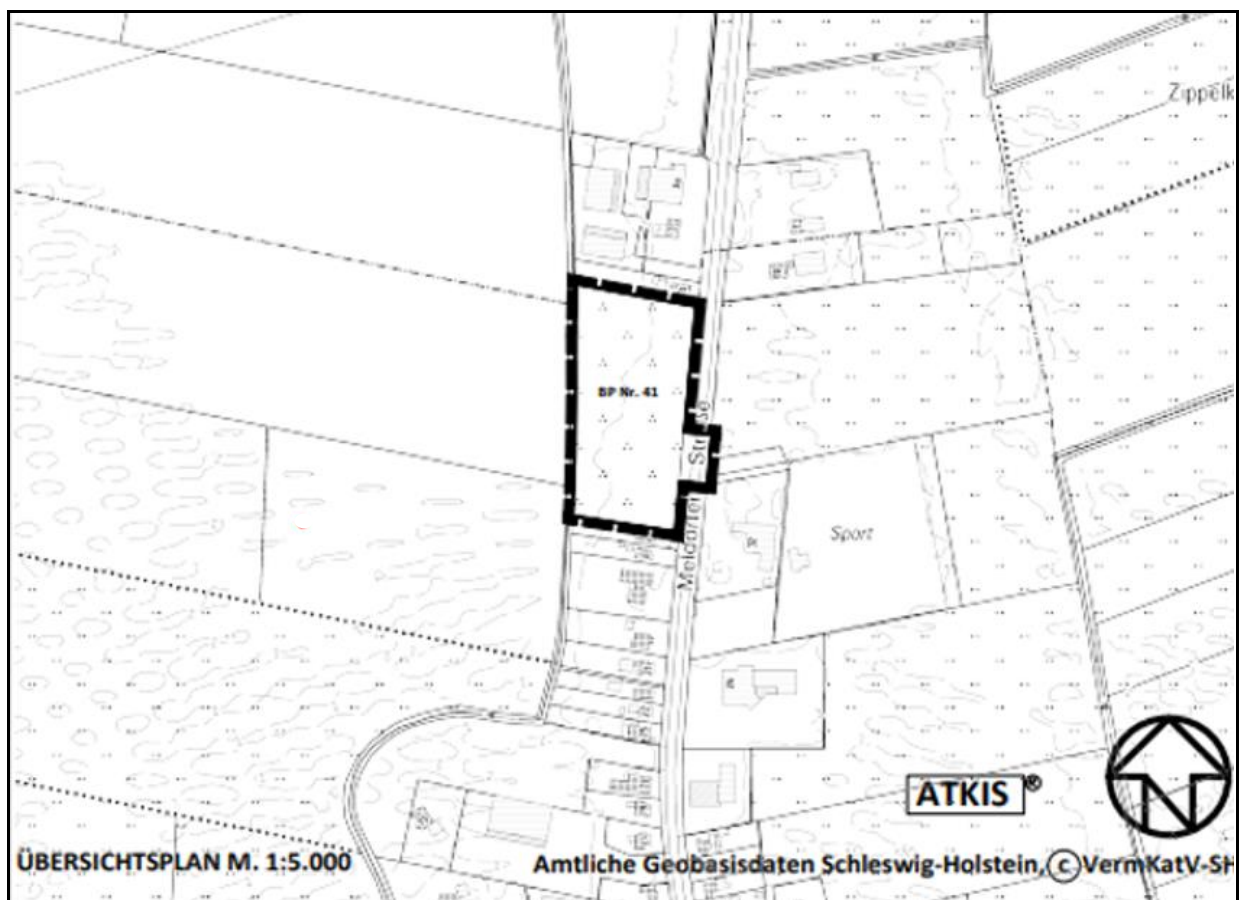 Zippelk
BP Nr. 41
Meldorfer Straße
Sport
ATKIS®
N
ÜBERSICHTSPLAN M. 1:5.000
Amtliche Geobasisdaten Schleswig-Holstein, © VermKatV-SH